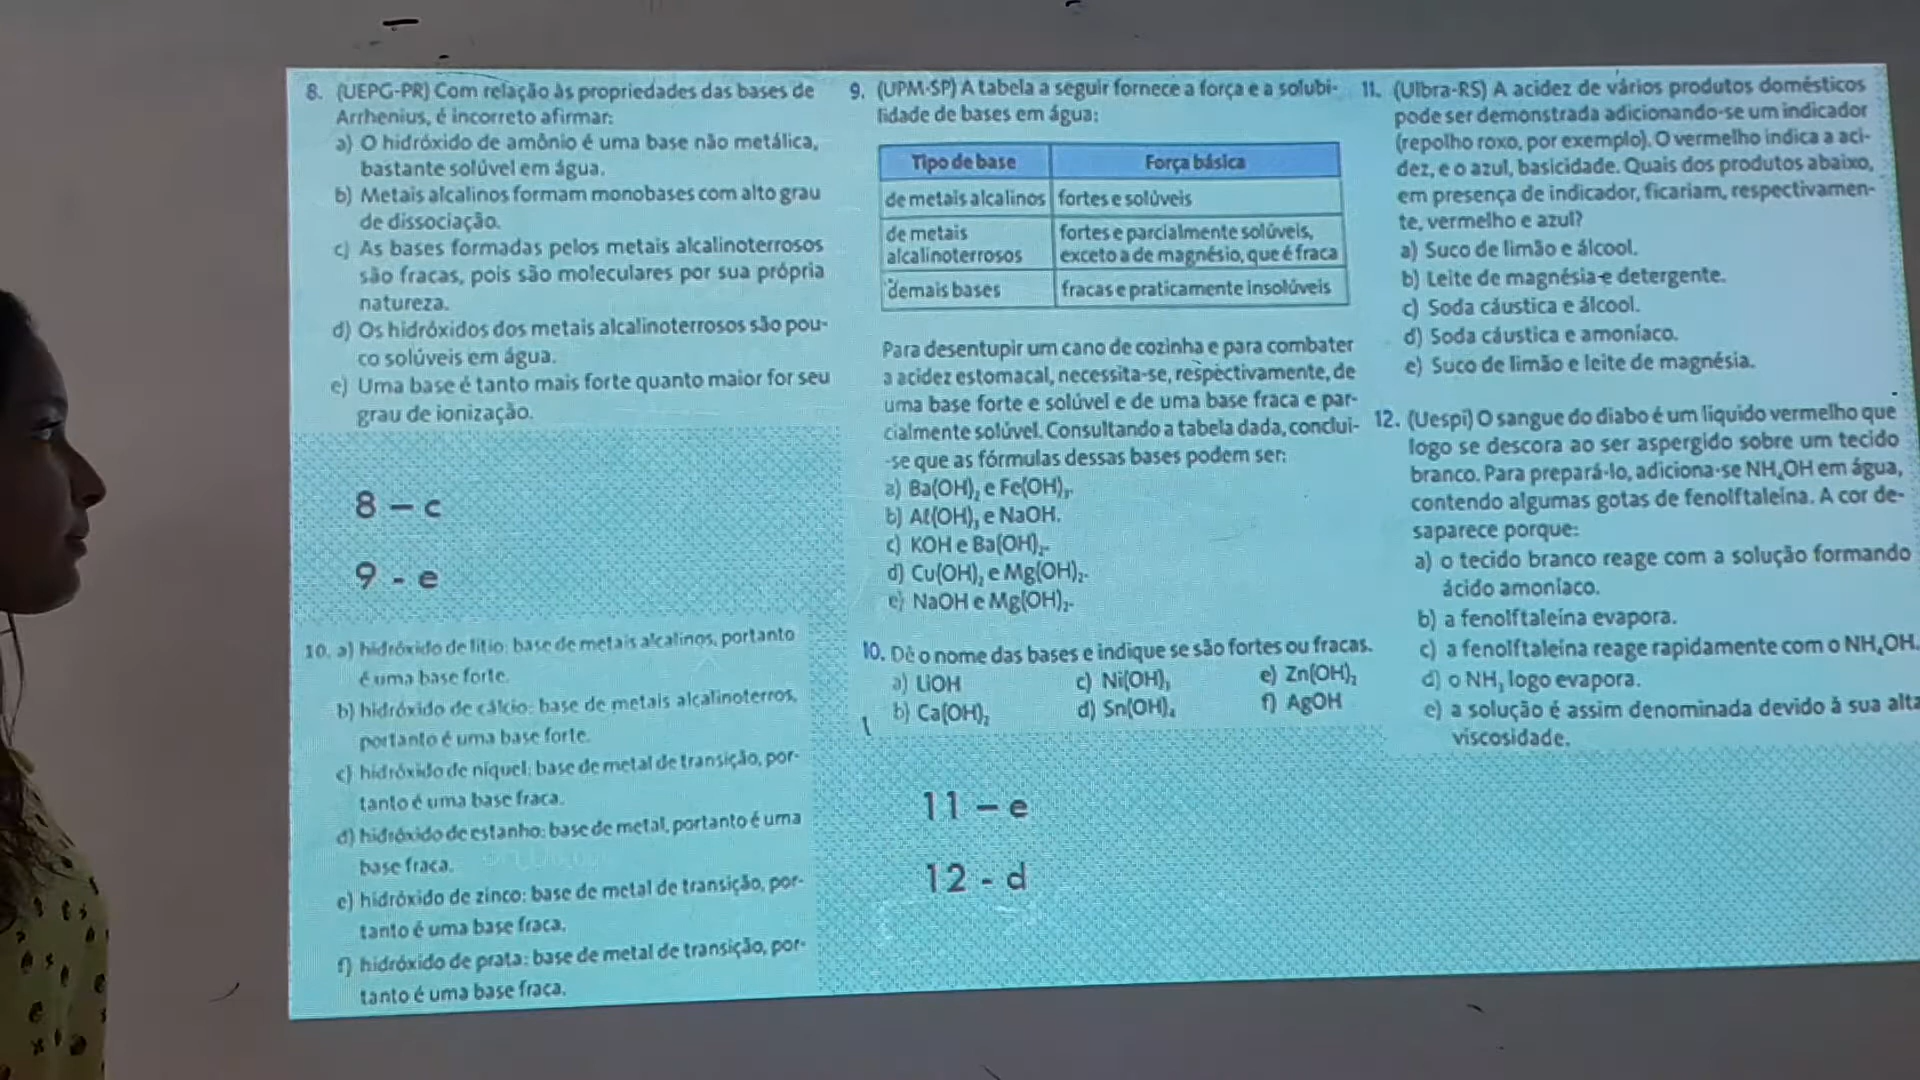 8. (UEPG-PR) Com relação às propriedades das bases de
Arrhenius, é incorreto afirmar:
a) O hidróxido de amônio é uma base não metálica,
bastante solúvel em água.
b) Metais alcalinos formam monobases com alto grau
de dissociação.
c) As bases formadas pelos metais alcalinoterrosos
são fracas, pois são moleculares por sua própria
natureza.
d) Os hidróxidos dos metais alcalinoterrosos são pou-
co solúveis em água.
e) Uma base é tanto mais forte quanto maior for seu
grau de ionização.
8 – c
9 - e
10. a) hidróxido de lítio: base de metais alcalinos, portanto
é uma base forte.
b) hidróxido de cálcio: base de metais alcalinoterros,
portanto é uma base forte.
c) hidróxido de níquel: base de metal de transição, por-
tanto é uma base fraca.
d) hidróxido de estanho: base de metal, portanto é uma
base fraca.
e) hidróxido de zinco: base de metal de transição, por-
tanto é uma base fraca.
f) hidróxido de prata: base de metal de transição, por-
tanto é uma base fraca.
9. (UPM-SP) A tabela a seguir fornece a força e a solubi-
lidade de bases em água:
Tipo de base Força básica
de metais alcalinos fortes e solúveis
de metais fortes e parcialmente solúveis,
alcalinoterrosos exceto a de magnésio, que é fraca
demais bases fracas e praticamente insolúveis
Para desentupir um cano de cozinha e para combater
a acidez estomacal, necessita-se, respectivamente, de
uma base forte e solúvel e de uma base fraca e par-
cialmente solúvel. Consultando a tabela dada, conclui-
-se que as fórmulas dessas bases podem ser:
a) Ba(OH)₂ e Fe(OH)₃.
b) Aℓ(OH)₃ e NaOH.
c) KOH e Ba(OH)₂.
d) Cu(OH)₂ e Mg(OH)₂.
e) NaOH e Mg(OH)₂.
10. Dê o nome das bases e indique se são fortes ou fracas.
a) LiOH c) Ni(OH)₃ e) Zn(OH)₂
b) Ca(OH)₂ d) Sn(OH)₄ f) AgOH
11 – e
12 - d
11. (Ulbra-RS) A acidez de vários produtos domésticos
pode ser demonstrada adicionando-se um indicador
(repolho roxo, por exemplo). O vermelho indica a aci-
dez, e o azul, basicidade. Quais dos produtos abaixo,
em presença de indicador, ficariam, respectivamen-
te, vermelho e azul?
a) Suco de limão e álcool.
b) Leite de magnésia e detergente.
c) Soda cáustica e álcool.
d) Soda cáustica e amoníaco.
e) Suco de limão e leite de magnésia.
12. (Uespi) O sangue do diabo é um líquido vermelho que
logo se descora ao ser aspergido sobre um tecido
branco. Para prepará-lo, adiciona-se NH₄OH em água,
contendo algumas gotas de fenolftaleína. A cor de-
saparece porque:
a) o tecido branco reage com a solução formando
ácido amoníaco.
b) a fenolftaleína evapora.
c) a fenolftaleína reage rapidamente com o NH₄OH.
d) o NH₃ logo evapora.
e) a solução é assim denominada devido à sua alta
viscosidade.